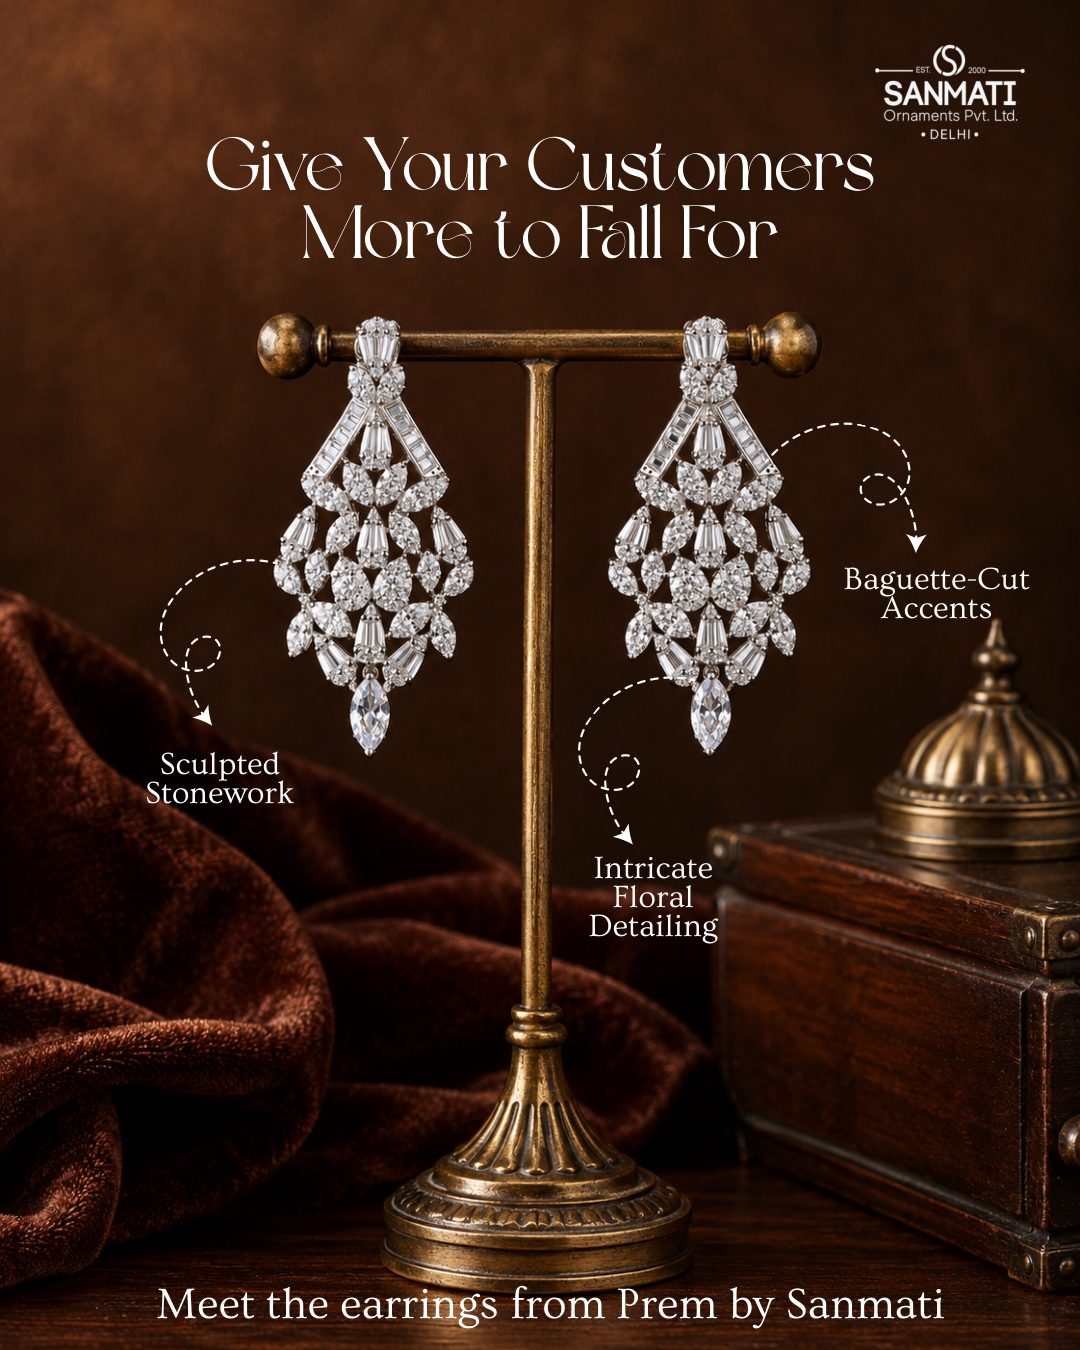 EST. 2000
SANMATI
Ornaments Pvt. Ltd.
• DELHI •
Give Your Customers
More to Fall For
Baguette-Cut
Accents
Sculpted
Stonework
Intricate
Floral
Detailing
Meet the earrings from Prem by Sanmati